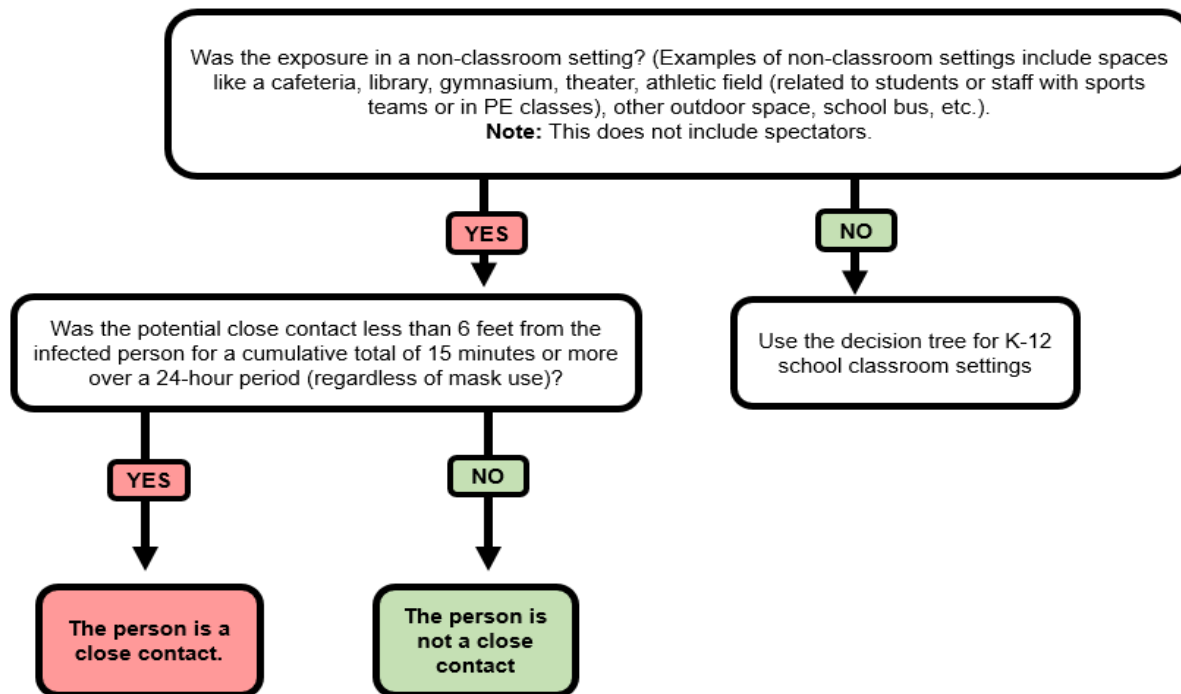 Was the exposure in a non-classroom setting? (Examples of non-classroom settings include spaces
like a cafeteria, library, gymnasium, theater, athletic field (related to students or staff with sports
teams or in PE classes), other outdoor space, school bus, etc.).
Note: This does not include spectators.
YES
NO
Was the potential close contact less than 6 feet from the
infected person for a cumulative total of 15 minutes or more
over a 24-hour period (regardless of mask use)?
Use the decision tree for K-12
school classroom settings
YES
NO
The person is a
close contact.
The person is
not a close
contact